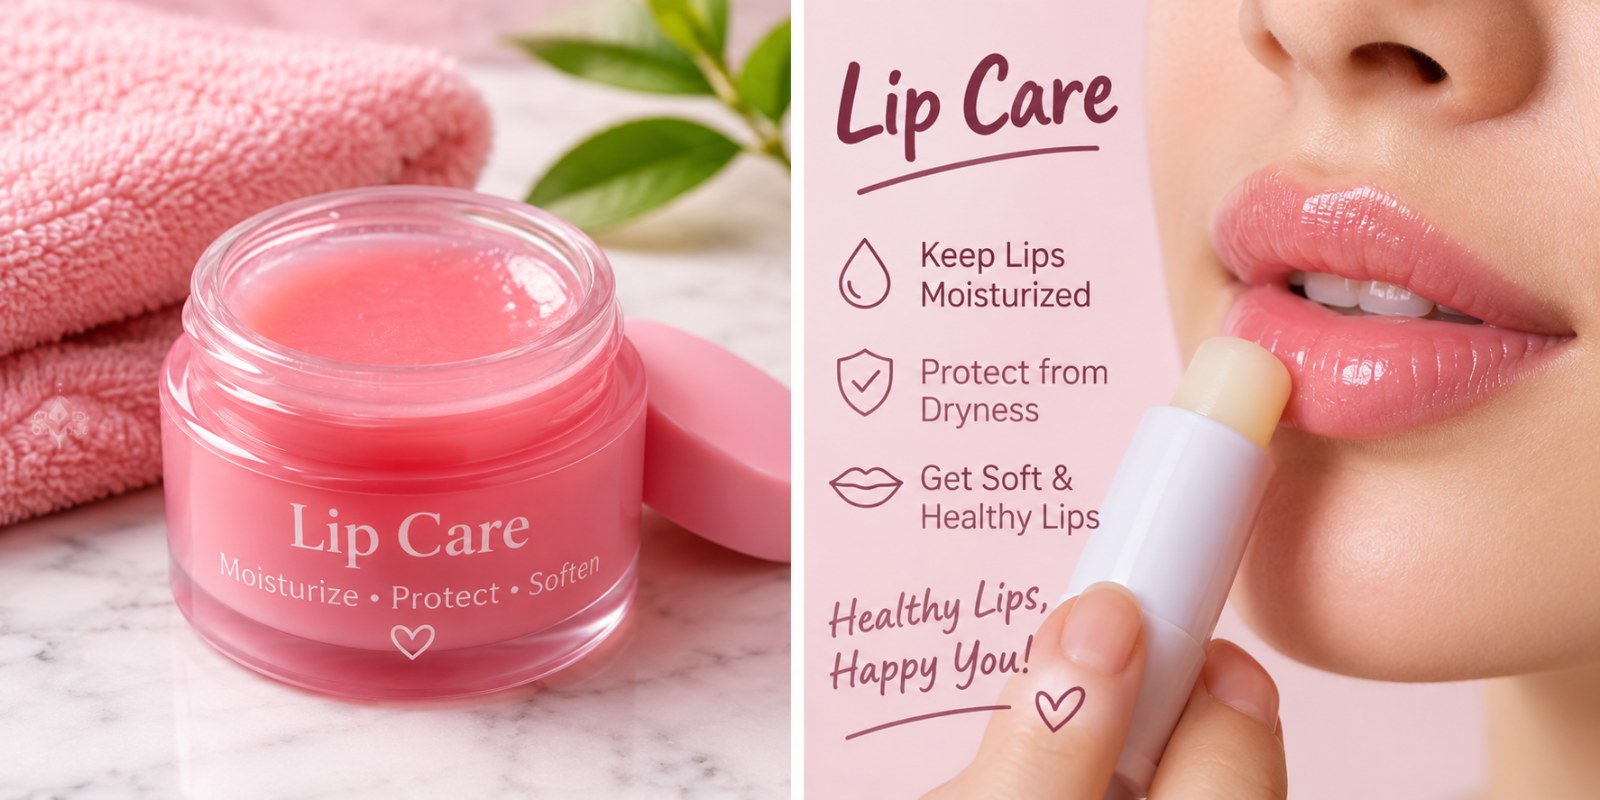 Lip Care
Moisturize • Protect • Soften
Lip Care
Keep Lips
Moisturized
Protect from
Dryness
Get Soft &
Healthy Lips
Healthy Lips,
Happy You!